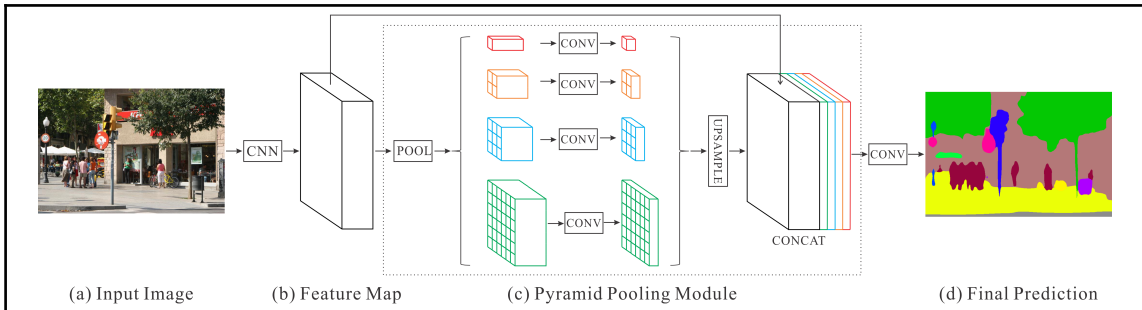 CONV
CONV
CONV
CONV
CNN
POOL
UPSAMPLE
CONV
CONCAT
(a) Input Image
(b) Feature Map
(c) Pyramid Pooling Module
(d) Final Prediction